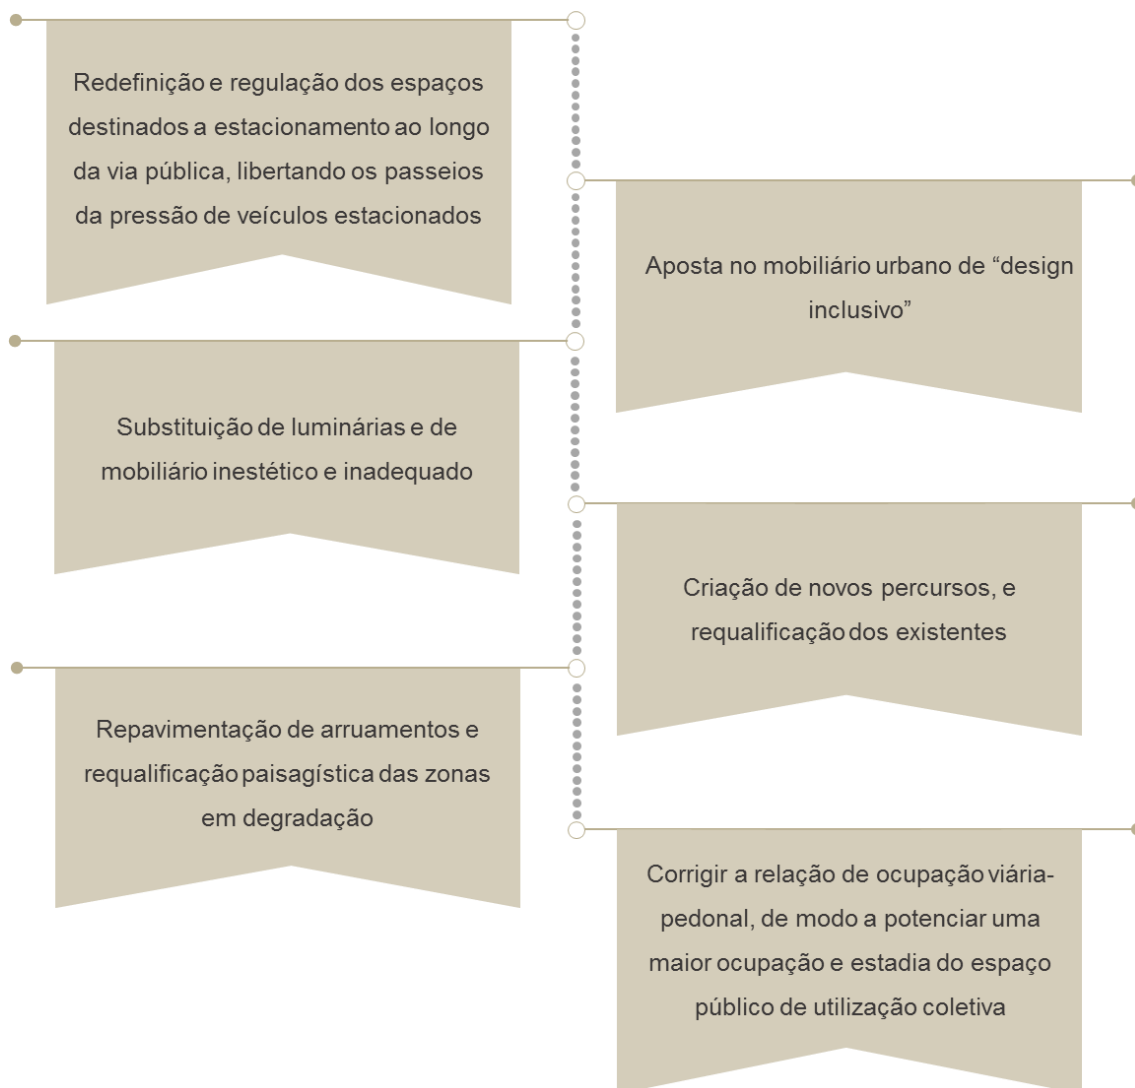 Redefinição e regulação dos espaços
destinados a estacionamento ao longo
da via pública, libertando os passeios
da pressão de veículos estacionados
Aposta no mobiliário urbano de “design
inclusivo”
Substituição de luminárias e de
mobiliário inestético e inadequado
Criação de novos percursos, e
requalificação dos existentes
Repavimentação de arruamentos e
requalificação paisagística das zonas
em degradação
Corrigir a relação de ocupação viária-
pedonal, de modo a potenciar uma
maior ocupação e estadia do espaço
público de utilização coletiva